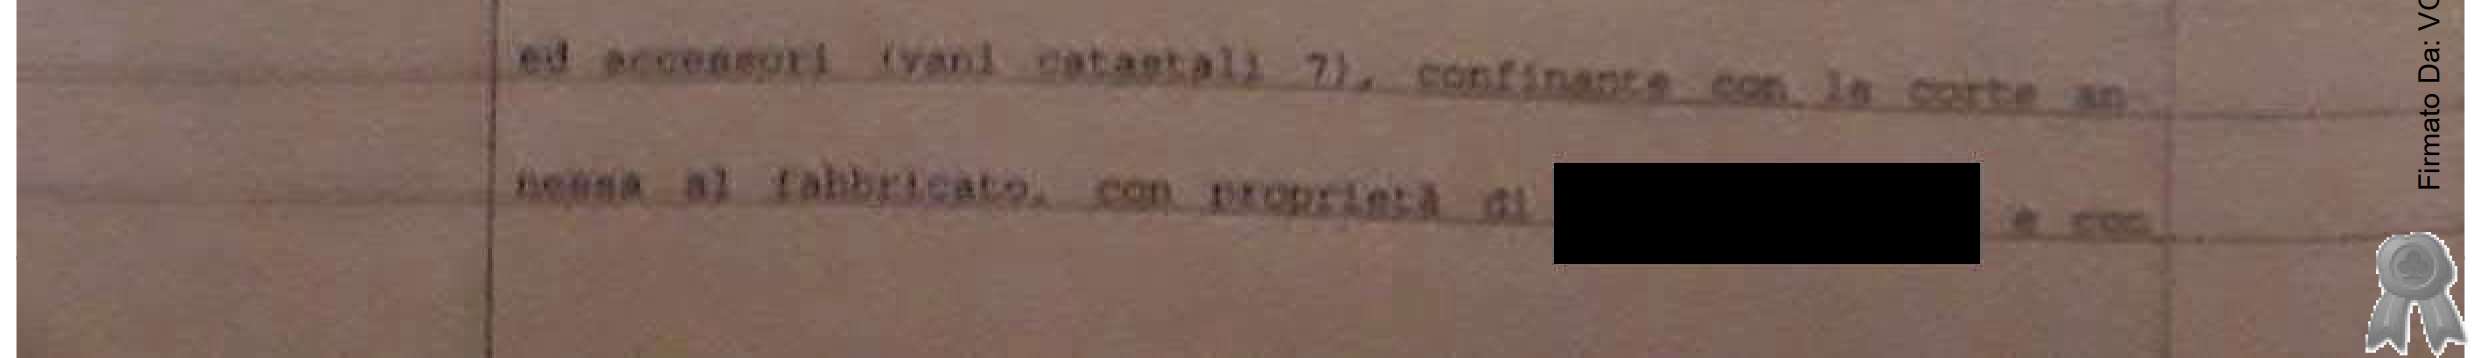 ed accessori (vani catastali 7), confinante con la corte an
nessa al fabbricato, con proprietà di e con
Firmato Da: VO